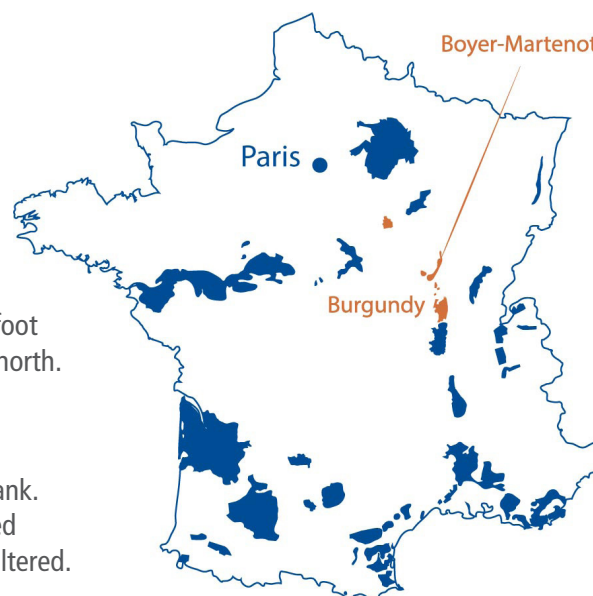 Boyer-Martenot
Paris
Burgundy
foot
north.
ank.
ed
ltered.